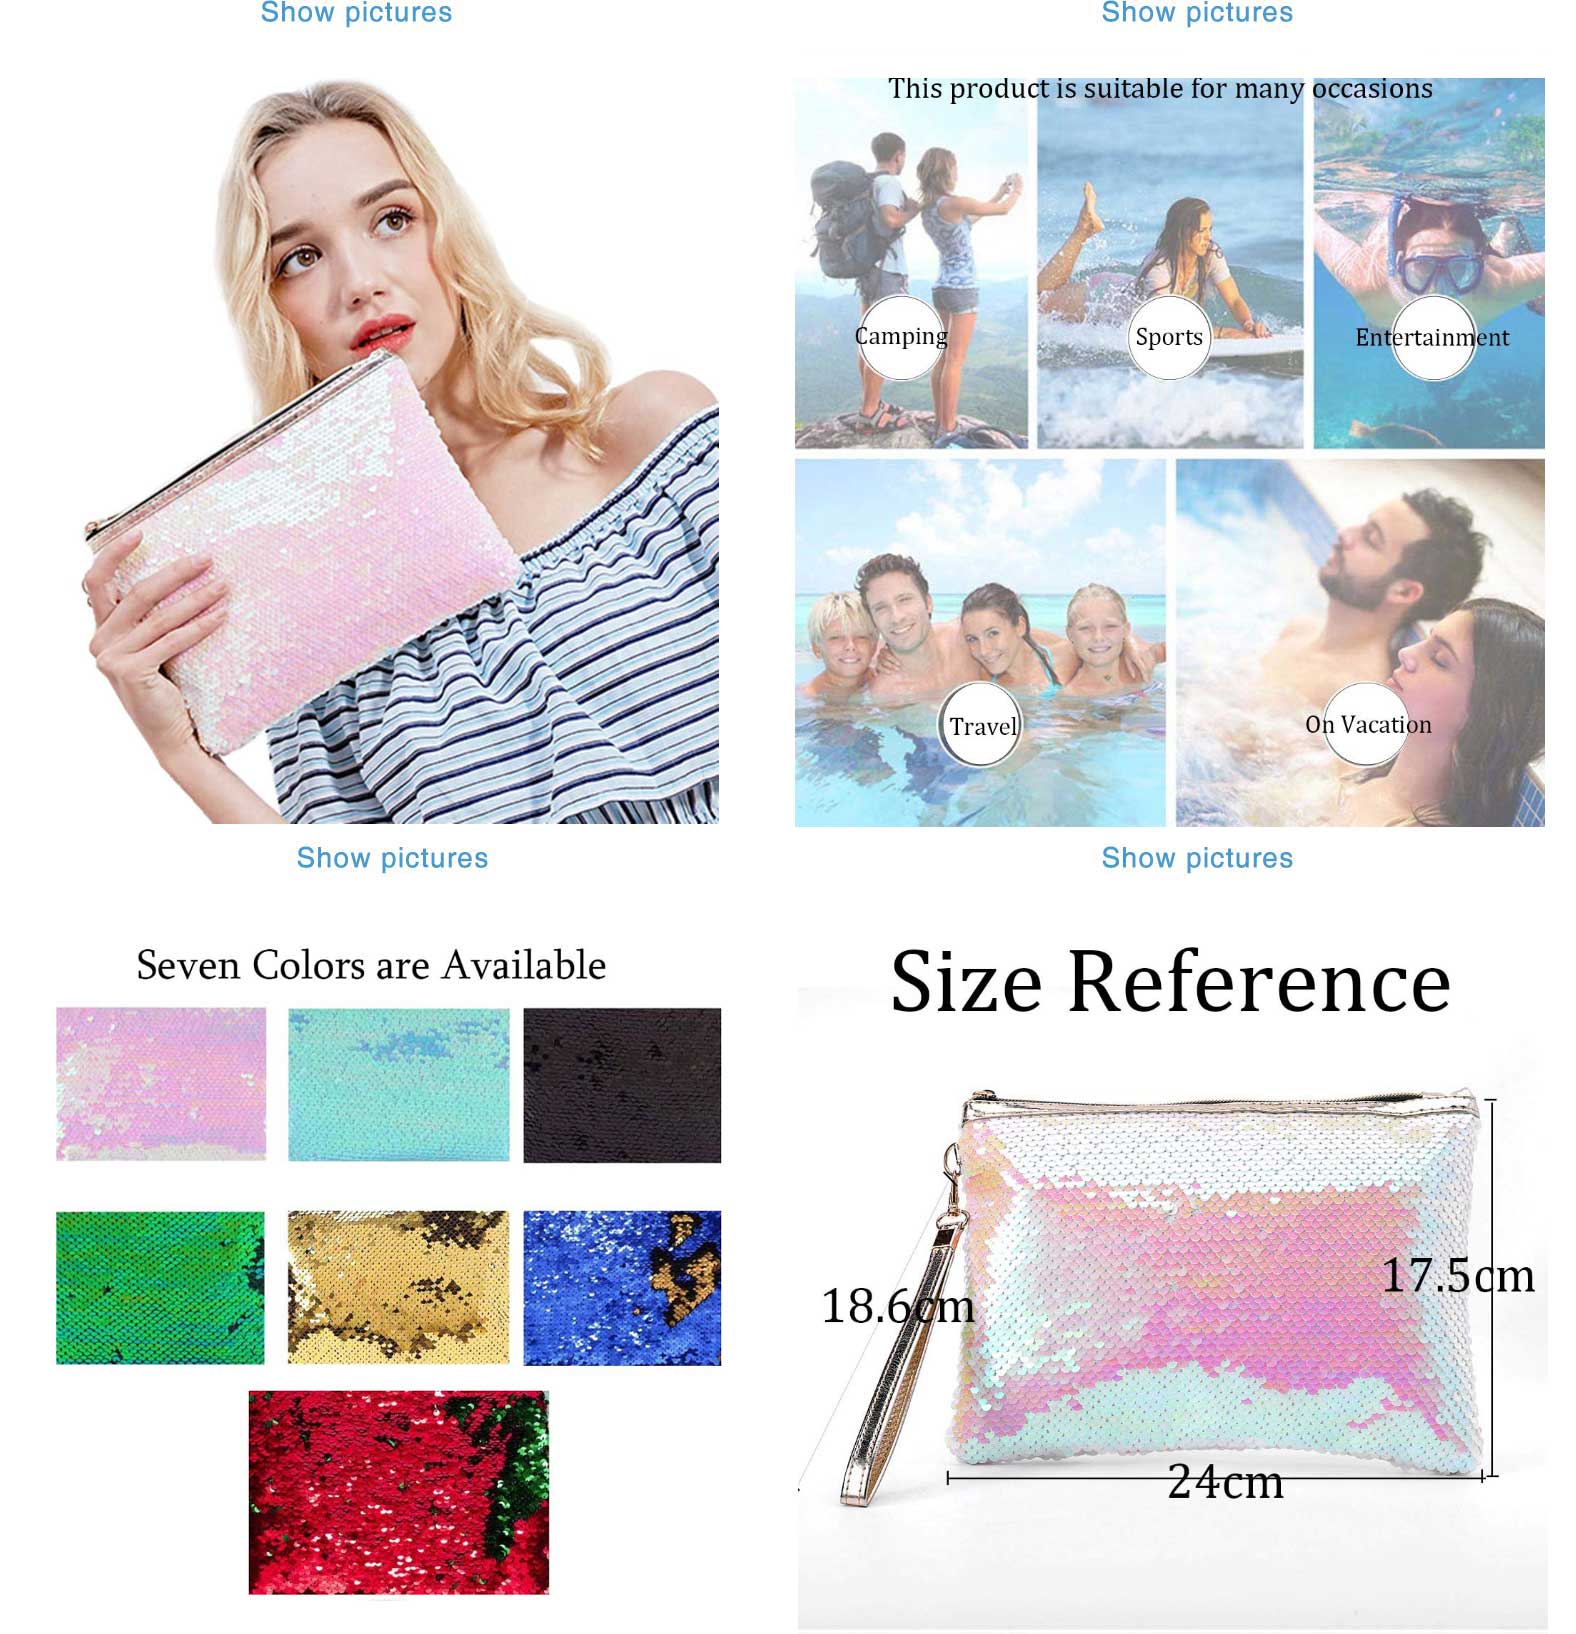 Show pictures
Show pictures
This product is suitable for many occasions
Camping
Sports
Entertainment
Travel
On Vacation
Show pictures
Show pictures
Seven Colors are Available
Size Reference
17.5cm
18.6cm
24cm